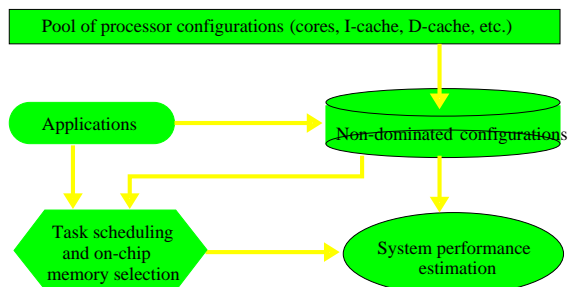 Pool of processor configurations (cores, I-cache, D-cache, etc.)
Applications
Non-dominated configurations
Task scheduling
and on-chip
memory selection
System performance
estimation